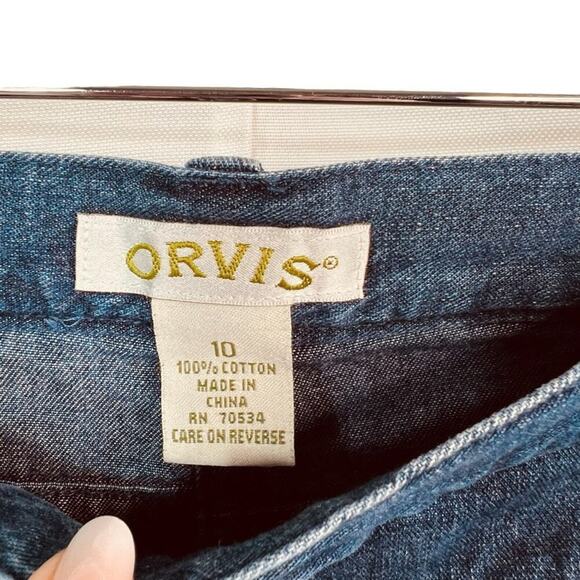 ORVIS®
10
100% COTTON
MADE IN
CHINA
RN 70534
CARE ON REVERSE